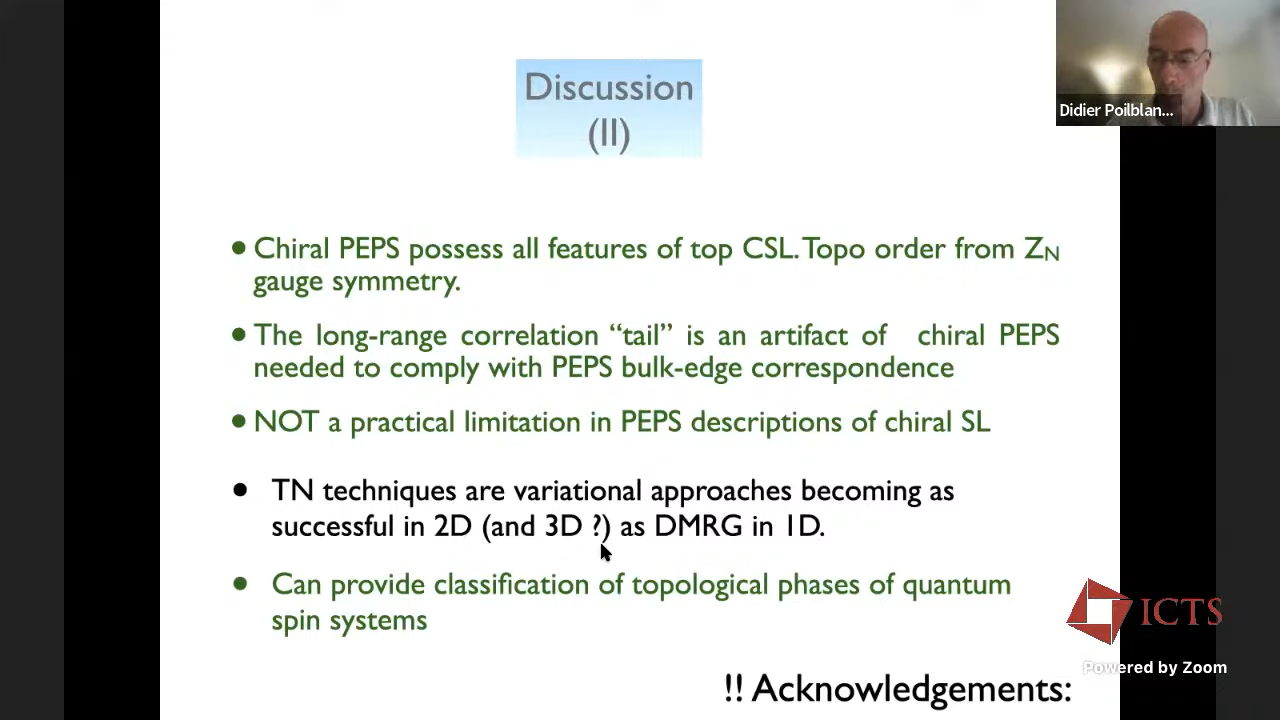 Discussion
(II)
Didier Poilblan...
• Chiral PEPS possess all features of top CSL. Topo order from ZN
gauge symmetry.
• The long-range correlation “tail” is an artifact of chiral PEPS
needed to comply with PEPS bulk-edge correspondence
• NOT a practical limitation in PEPS descriptions of chiral SL
• TN techniques are variational approaches becoming as
successful in 2D (and 3D ?) as DMRG in 1D.
• Can provide classification of topological phases of quantum
spin systems
ICTS
Powered by Zoom
!! Acknowledgements: